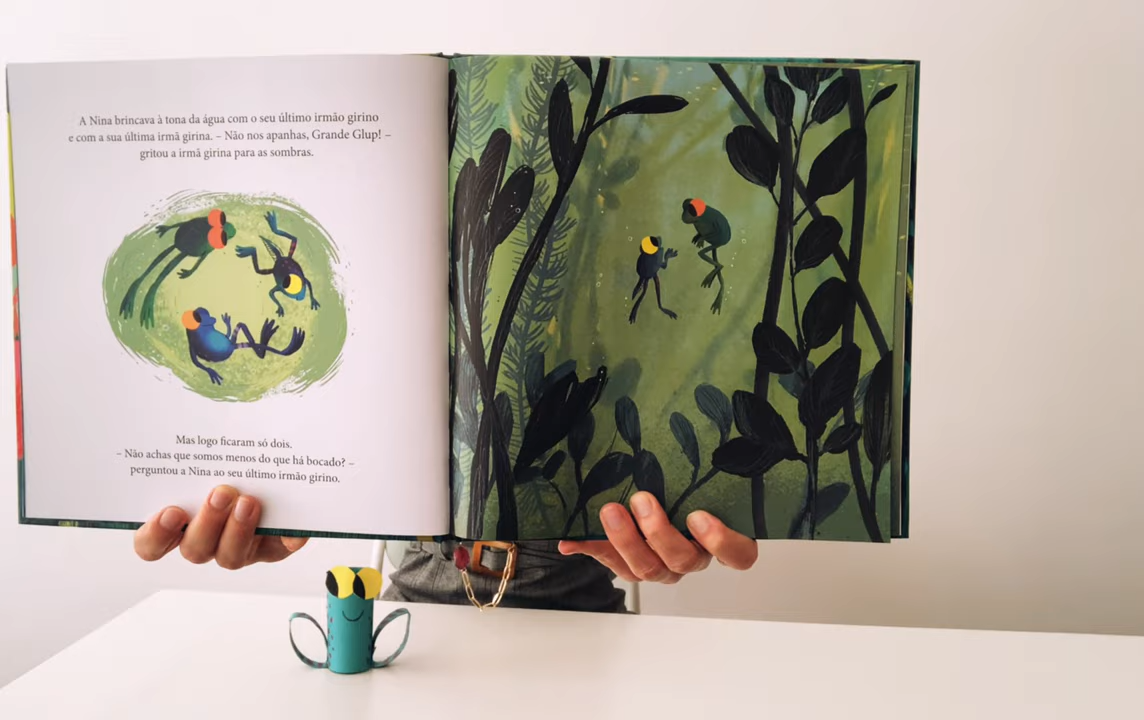 A Nina brincava à tona da água com o seu último irmão girino
e com a sua última irmã girina. – Não nos apanhas, Grande Glup! –
gritou a irmã girina para as sombras.
Mas logo ficaram só dois.
– Não achas que somos menos do que há bocado? –
perguntou a Nina ao seu último irmão girino.